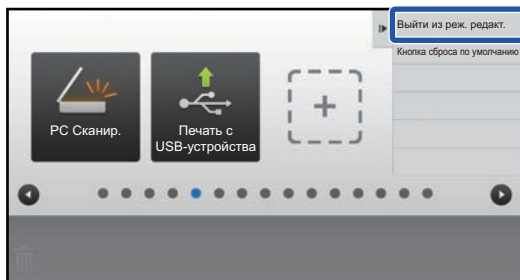 Выйти из реж. редакт.
Кнопка сброса по умолчанию
PC Сканир.
Печать с
USB-устройства